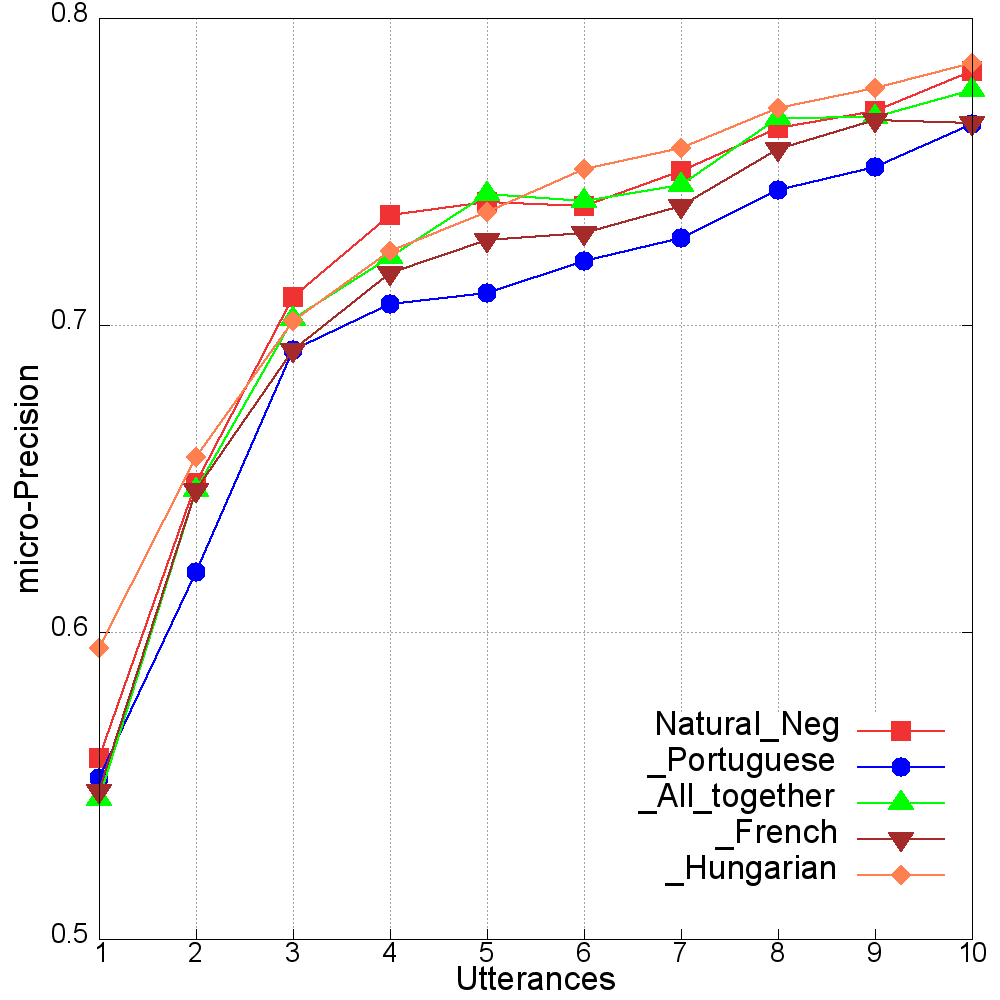 0.8
0.7
0.6
0.5
micro-Precision
Natural_Neg
_Portuguese
_All_together
_French
_Hungarian
1 2 3 4 5 6 7 8 9 10
Utterances